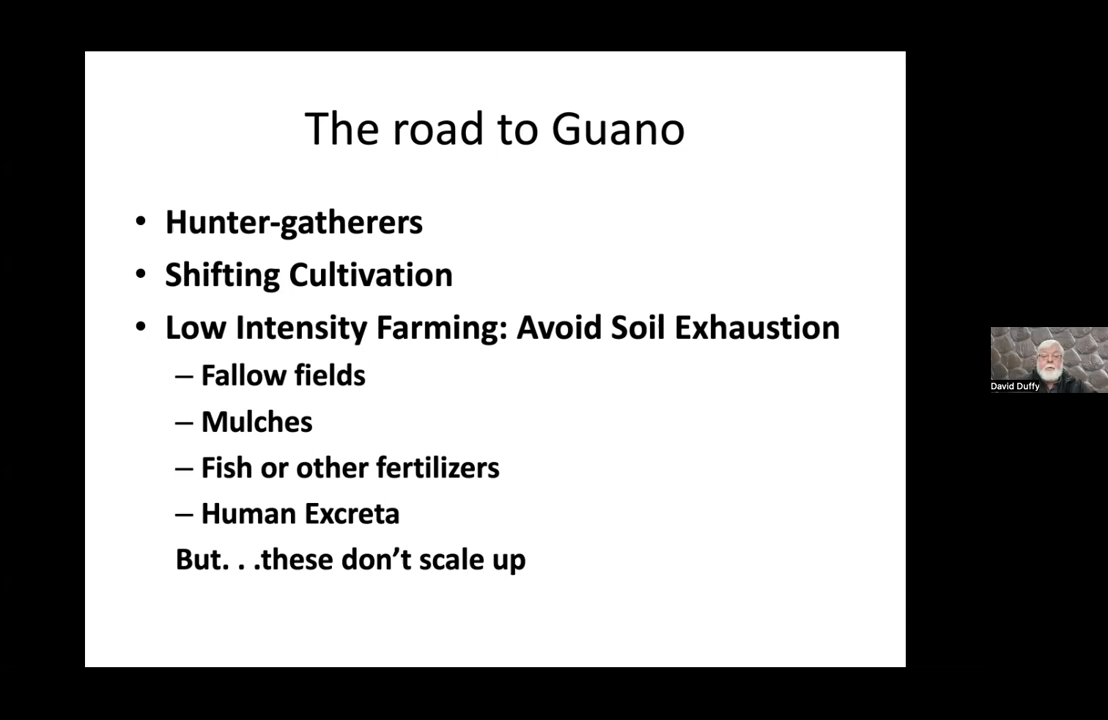 The road to Guano
• Hunter-gatherers
• Shifting Cultivation
• Low Intensity Farming: Avoid Soil Exhaustion
– Fallow fields
– Mulches
– Fish or other fertilizers
– Human Excreta
But. . .these don’t scale up
David Duffy